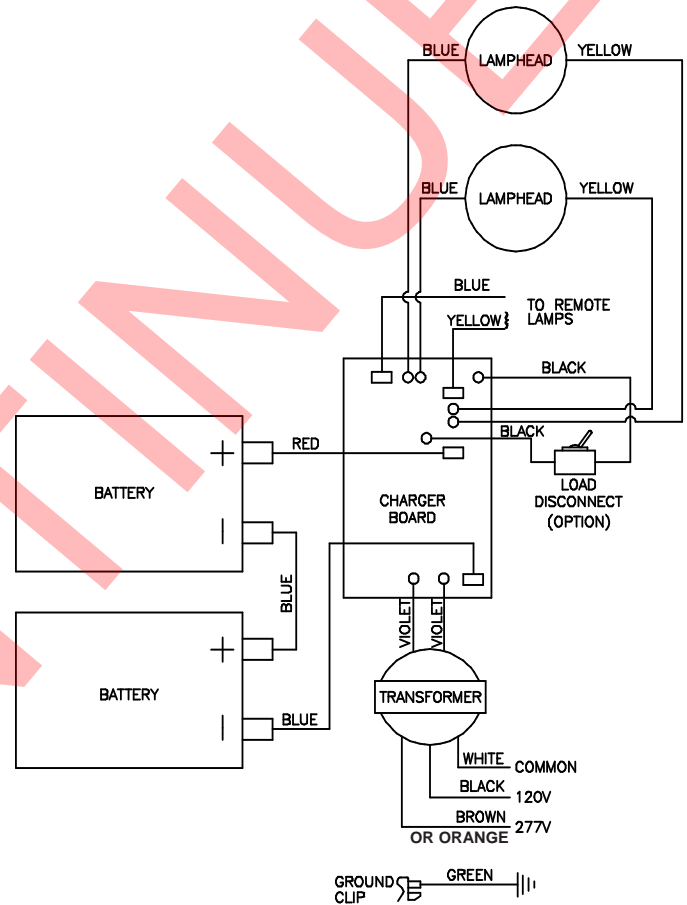 BLUE
LAMPHEAD
YELLOW
BLUE
LAMPHEAD
YELLOW
BLUE
TO REMOTE
LAMPS
YELLOW
BLACK
BLACK
RED
LOAD
DISCONNECT
(OPTION)
BATTERY
+
–
CHARGER
BOARD
BLUE
VIOLET
VIOLET
BATTERY
+
–
BLUE
TRANSFORMER
WHITE COMMON
BLACK 120V
BROWN 277V
OR ORANGE
GROUND
CLIP
GREEN
TINUE